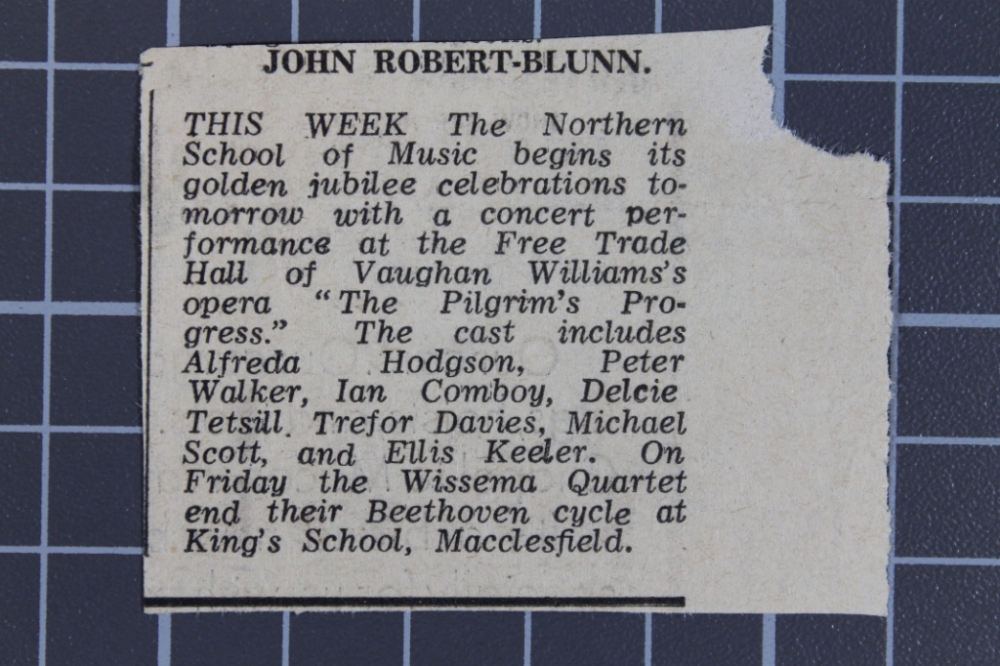 JOHN ROBERT-BLUNN.
THIS WEEK The Northern
School of Music begins its
golden jubilee celebrations to-
morrow with a concert per-
formance at the Free Trade
Hall of Vaughan Williams's
opera "The Pilgrim's Pro-
gress." The cast includes
Alfreda Hodgson, Peter
Walker, Ian Comboy, Delcie
Tetsill, Trefor Davies, Michael
Scott, and Ellis Keeler. On
Friday the Wissema Quartet
end their Beethoven cycle at
King's School, Macclesfield.